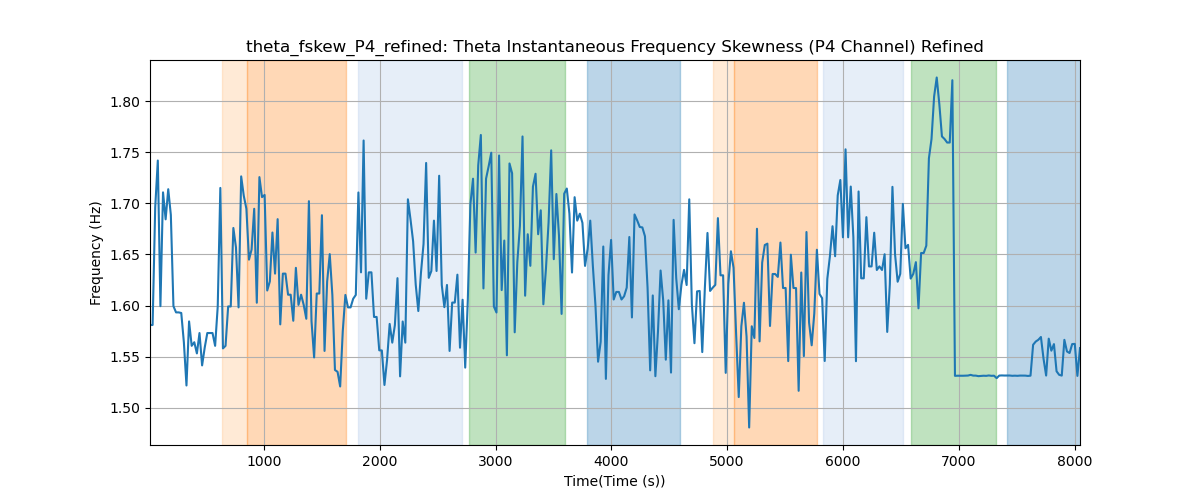 theta_fskew_P4_refined: Theta Instantaneous Frequency Skewness (P4 Channel) Refined
Frequency (Hz)
1.80
1.75
1.70
1.65
1.60
1.55
1.50
1000 2000 3000 4000 5000 6000 7000 8000
Time(Time (s))